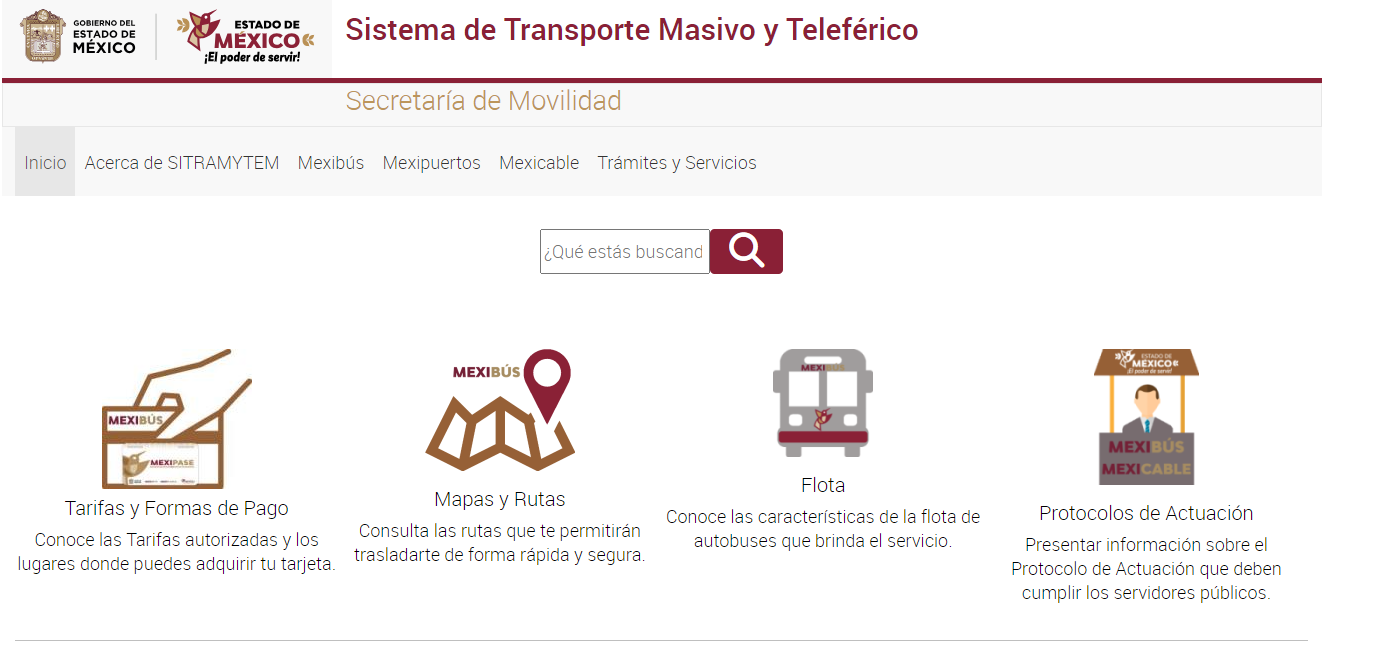 GOBIERNO DEL
ESTADO DE
MÉXICO
ESTADO DE
MÉXICO
¡El poder de servir!
Sistema de Transporte Masivo y Teleférico
Secretaría de Movilidad
Inicio Acerca de SITRAMYTEM Mexibús Mexipuertos Mexicable Trámites y Servicios
¿Qué estás buscand
MEXIBÚS
MEXIPASE
Tarifas y Formas de Pago
Conoce las Tarifas autorizadas y los
lugares donde puedes adquirir tu tarjeta.
MEXIBÚS
Mapas y Rutas
Consulta las rutas que te permitirán
trasladarte de forma rápida y segura.
MEXIBÚS
Flota
Conoce las características de la flota de
autobuses que brinda el servicio.
ESTADO DE
MÉXICO
¡El poder de servir!
MEXIBÚS
MEXICABLE
Protocolos de Actuación
Presentar información sobre el
Protocolo de Actuación que deben
cumplir los servidores públicos.